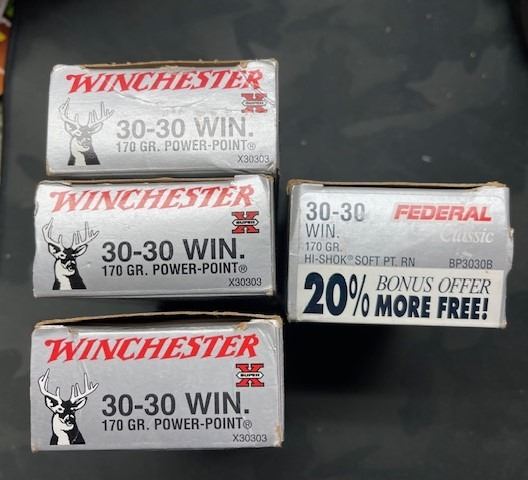 WINCHESTER
SUPER X
30-30 WIN.
170 GR. POWER-POINT®
X30303
WINCHESTER
SUPER X
30-30 WIN.
170 GR. POWER-POINT®
X30303
WINCHESTER
SUPER X
30-30 WIN.
170 GR. POWER-POINT®
X30303
30-30 FEDERAL
WIN. Classic
170 GR.
HI-SHOK® SOFT PT. RN BP3030B
20% BONUS OFFER
MORE FREE!